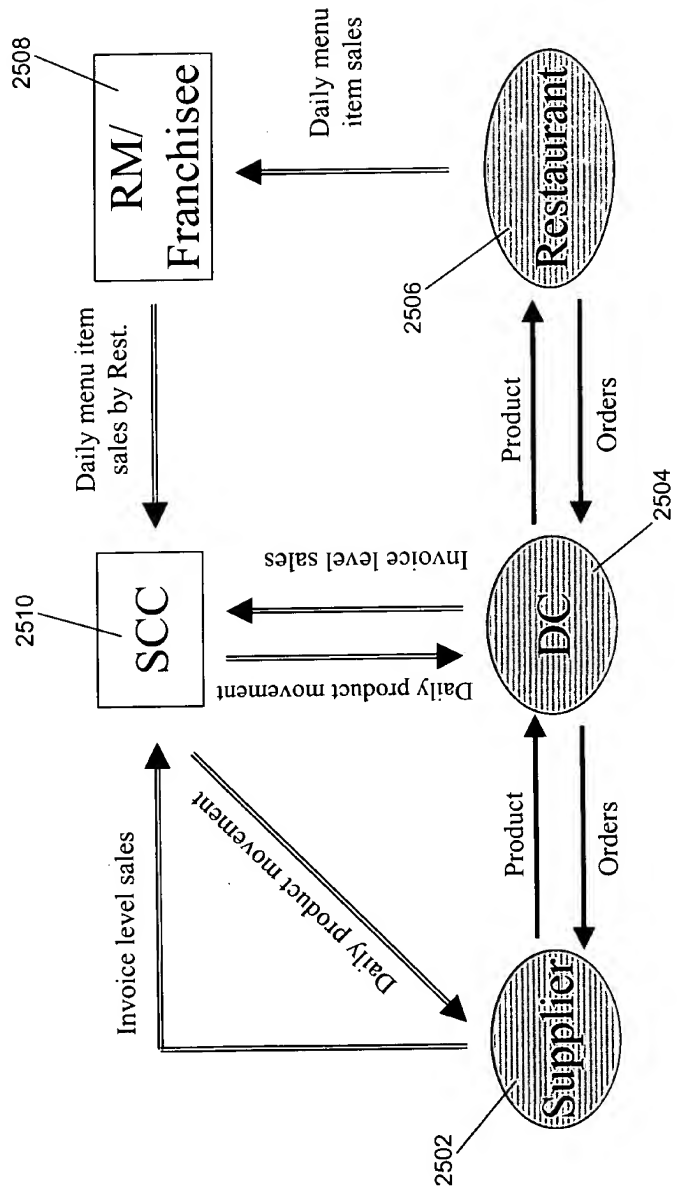 2510
SCC
Daily menu item
sales by Rest.
RM/
Franchisee
2508
Invoice level sales
Daily product movement
Daily product movement
Invoice level sales
Daily menu
item sales
2502
Supplier
Product
Orders
DC
2504
Product
Orders
2506
Restaurant